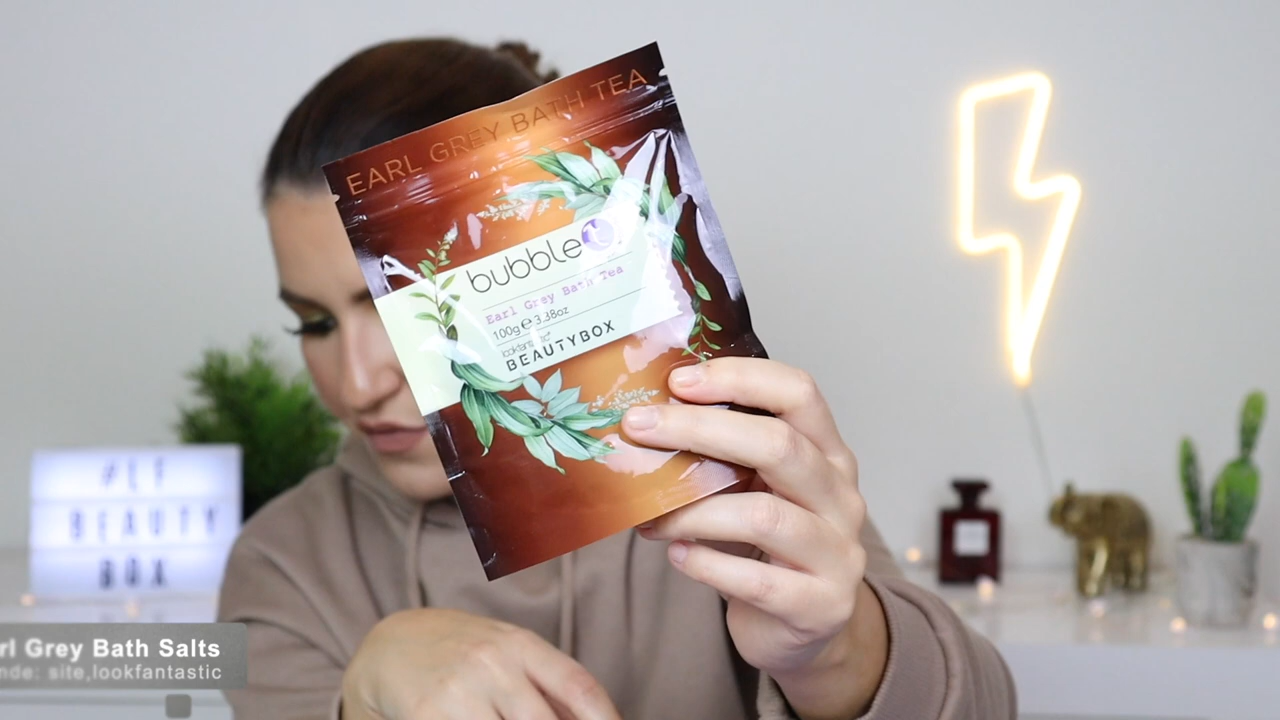 EARL GREY BATH TEA
bubble t
Earl Grey Bath Tea
100g e 3.38oz
lookfantastic
BEAUTYBOX
#LF
BEAUTY
BOX
rl Grey Bath Salts
nde: site,lookfantastic